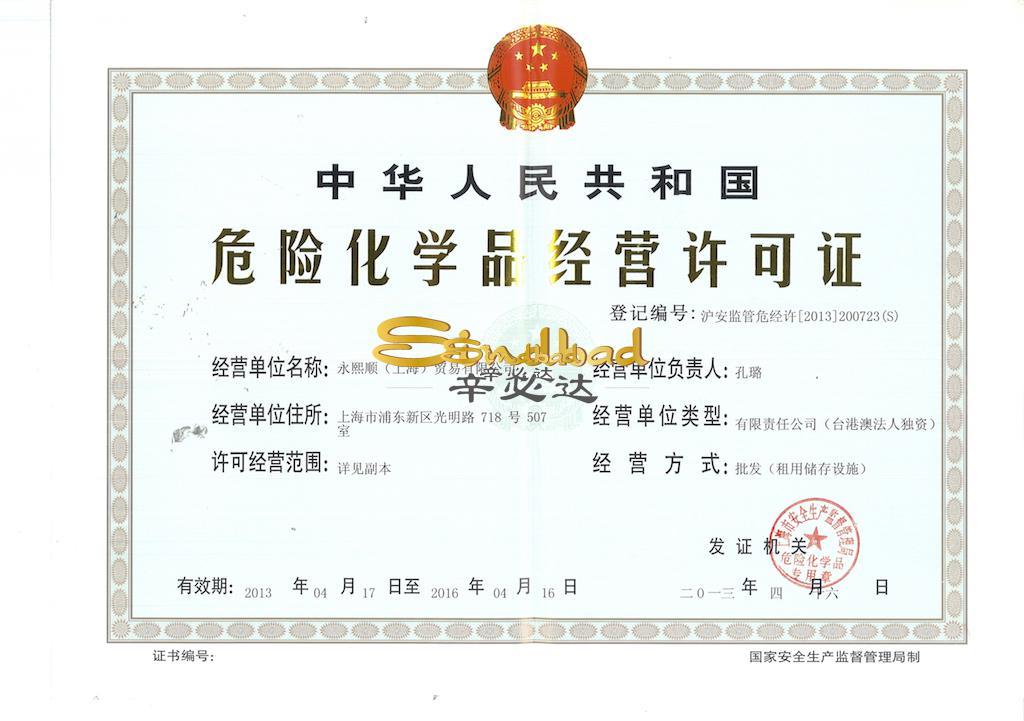 中华人民共和国
危险化学品经营许可证
登记编号: 沪安监管危经许[2013]200723(S)
Sindbad
辛必达
经营单位名称: 永熙顺（上海）贸易有限公司
经营单位负责人: 孔璐
经营单位住所: 上海市浦东新区光明路 718 号 507
室
经营单位类型: 有限责任公司（台港澳法人独资）
许可经营范围: 详见副本
经营方式: 批发（租用储存设施）
上海市安全生产监督管理局
危险化学品
专用章
发证机关
有效期: 2013 年 04 月 17 日至 2016 年 04 月 16 日
二0一三 年 四 月 六 日
证书编号:
国家安全生产监督管理局制